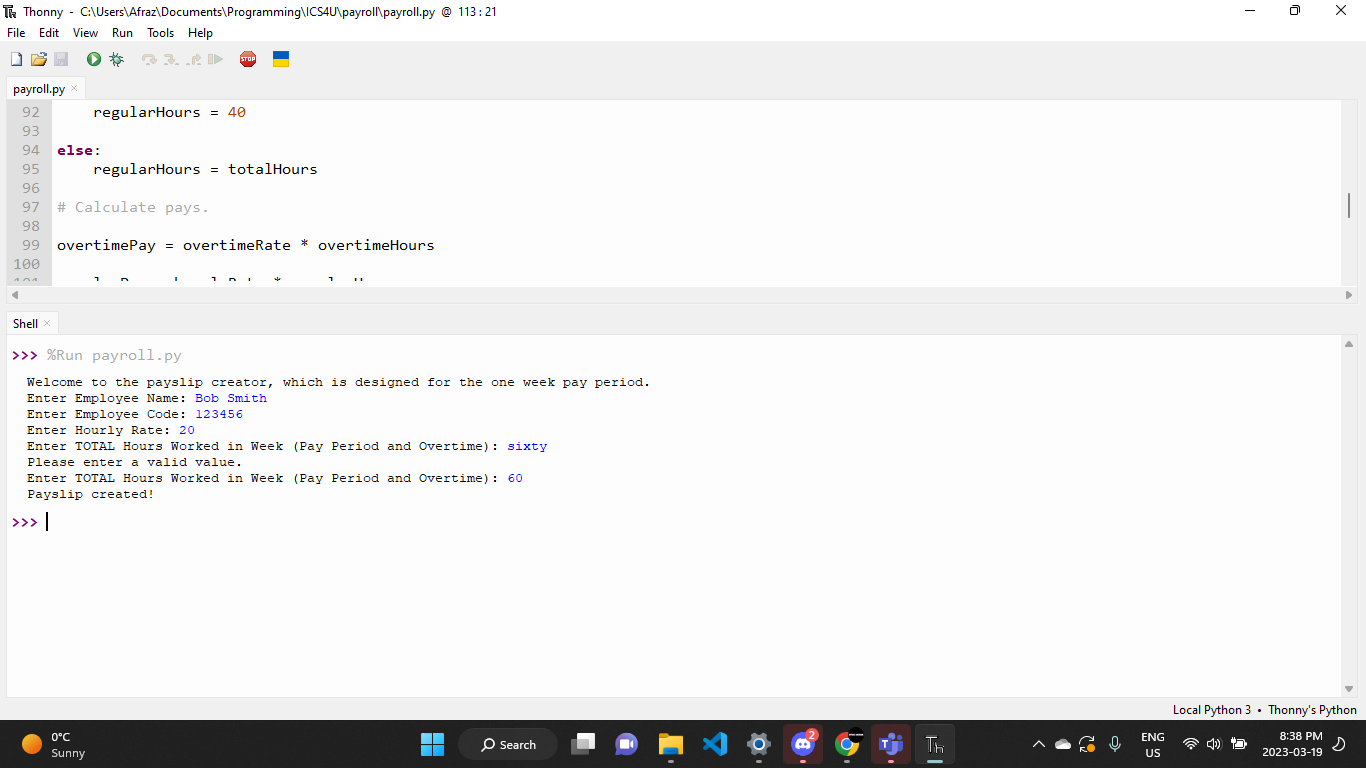 Thonny - C:\Users\Afraz\Documents\Programming\ICS4U\payroll\payroll.py @ 113 : 21
File Edit View Run Tools Help
STOP
payroll.py ×
92 regularHours = 40
93
94 else:
95 regularHours = totalHours
96
97 # Calculate pays.
98
99 overtimePay = overtimeRate * overtimeHours
100
Shell ×
>>> %Run payroll.py
Welcome to the payslip creator, which is designed for the one week pay period.
Enter Employee Name: Bob Smith
Enter Employee Code: 123456
Enter Hourly Rate: 20
Enter TOTAL Hours Worked in Week (Pay Period and Overtime): sixty
Please enter a valid value.
Enter TOTAL Hours Worked in Week (Pay Period and Overtime): 60
Payslip created!
>>>
Local Python 3 • Thonny's Python
0°C
Sunny
Search
2
Th
ENG
US
8:38 PM
2023-03-19